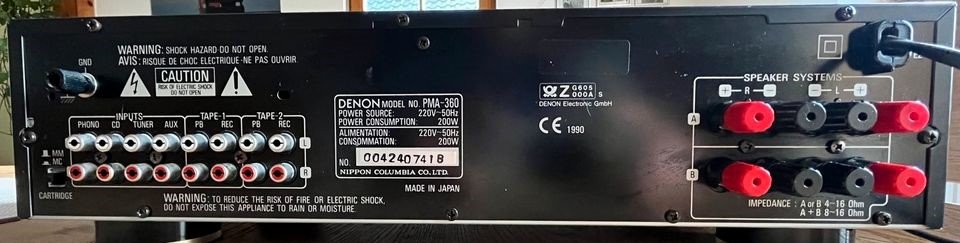 WARNING: SHOCK HAZARD DO NOT OPEN.
AVIS: RISQUE DE CHOC ELECTRIQUE-NE PAS OUVRIR.
GND
CAUTION
RISK OF ELECTRIC SHOCK
DO NOT OPEN
INPUTS TAPE-1 TAPE-2
PHONO CD TUNER AUX PB REC PB REC
L
R
MM
MC
CARTRIDGE
WARNING: TO REDUCE THE RISK OF FIRE OR ELECTRIC SHOCK,
DO NOT EXPOSE THIS APPLIANCE TO RAIN OR MOISTURE.
DENON MODEL NO. PMA-360
POWER SOURCE: 220V~50Hz
POWER CONSUMPTION: 200W
ALIMENTATION: 220V~50Hz
CONSOMMATION: 200W
NO. 0042407418
NIPPON COLUMBIA CO., LTD.
MADE IN JAPAN
Z G605
000A S
DENON Electronic GmbH
CE 1990
SPEAKER SYSTEMS
+ R - - L +
A
B
IMPEDANCE : A or B 4~16 Ohm
A + B 8~16 Ohm